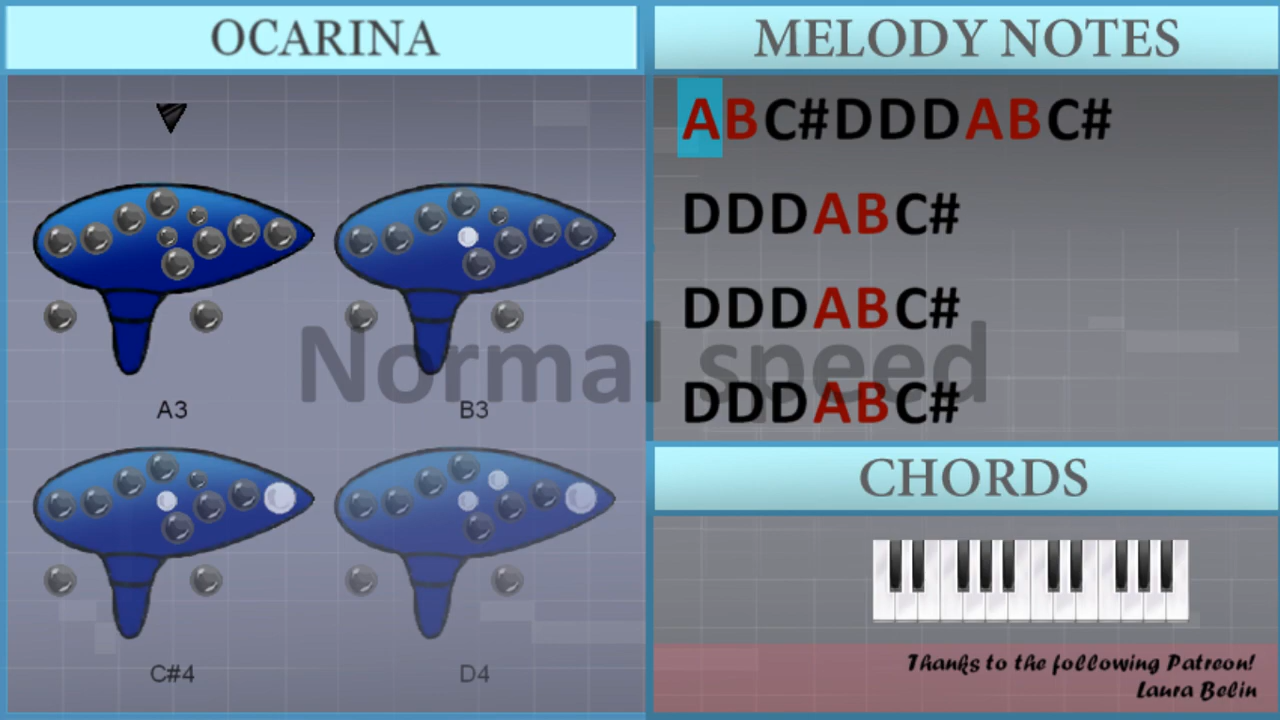 OCARINA
A3
B3
C#4
D4
MELODY NOTES
ABC#DDDABC#
DDDABC#
DDDABC#
DDDABC#
Normal speed
CHORDS
Thanks to the following Patreon!
Laura Belin